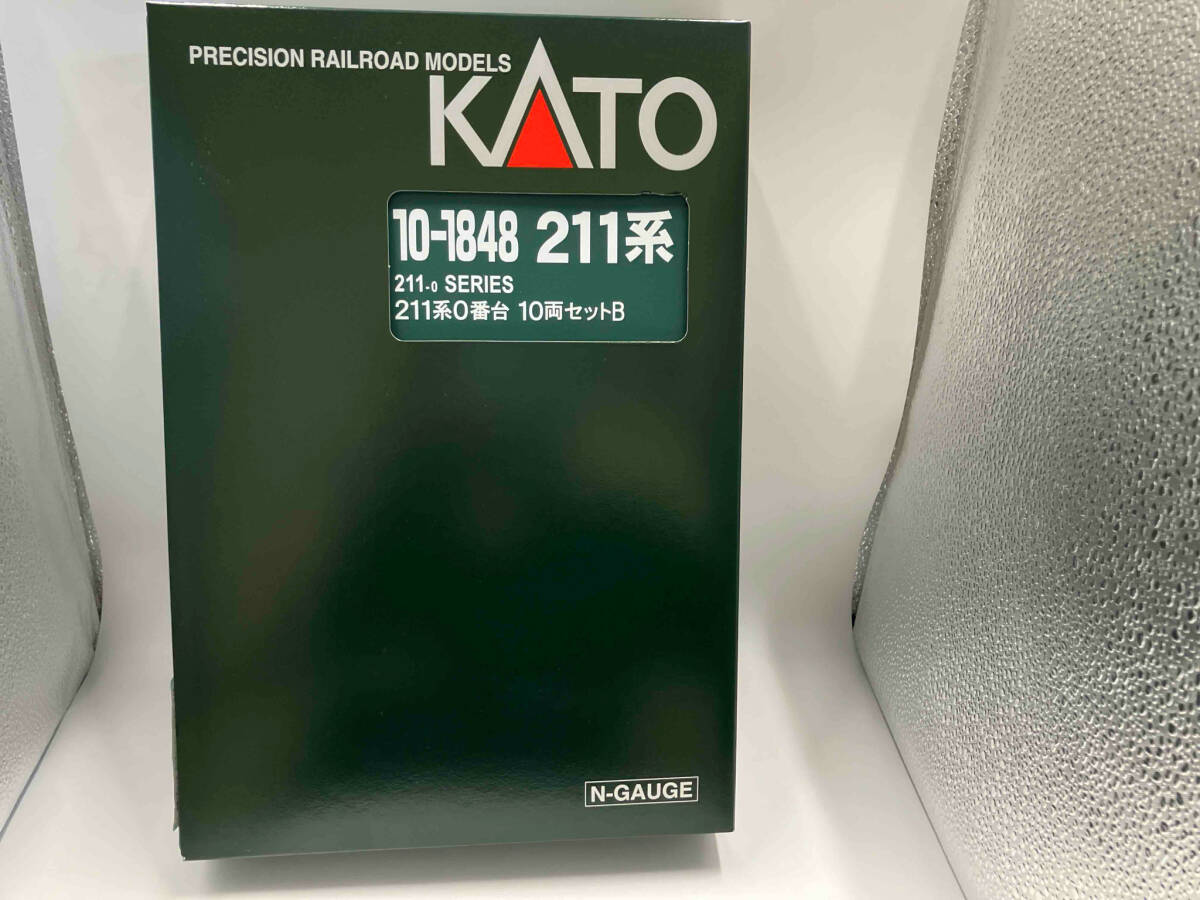 PRECISION RAILROAD MODELS
KATO
10-1848 211系
211-0 SERIES
211系0番台 10両セットB
N-GAUGE